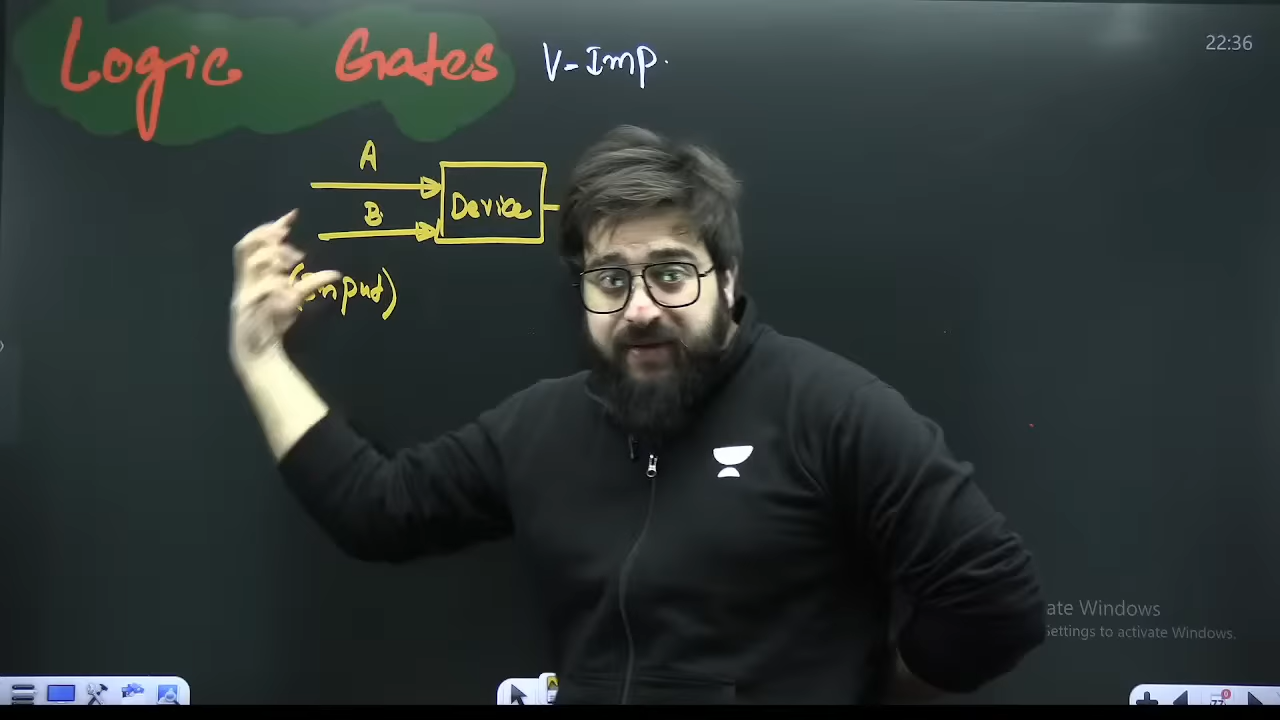 Logic Gates V-Imp.
22:36
A
B
Device
(Input)
ate Windows
Settings to activate Windows.